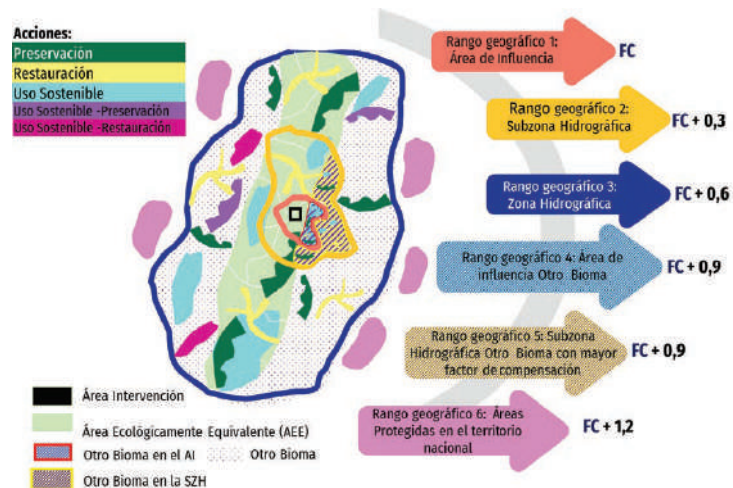 Acciones:
Preservación
Restauración
Uso Sostenible
Uso Sostenible -Preservación
Uso Sostenible -Restauración
Rango geográfico 1:
Área de Influencia
FC
Rango geográfico 2:
Subzona Hidrográfica
FC + 0,3
Rango geográfico 3:
Zona Hidrográfica
FC + 0,6
Rango geográfico 4: Área de
influencia Otro Bioma
FC + 0,9
Rango geográfico 5: Subzona
Hidrográfica Otro Bioma con mayor
factor de compensación
FC + 0,9
Rango geográfico 6: Áreas
Protegidas en el territorio
nacional
FC + 1,2
Área Intervención
Área Ecológicamente Equivalente (AEE)
Otro Bioma en el AI
Otro Bioma
Otro Bioma en la SZH